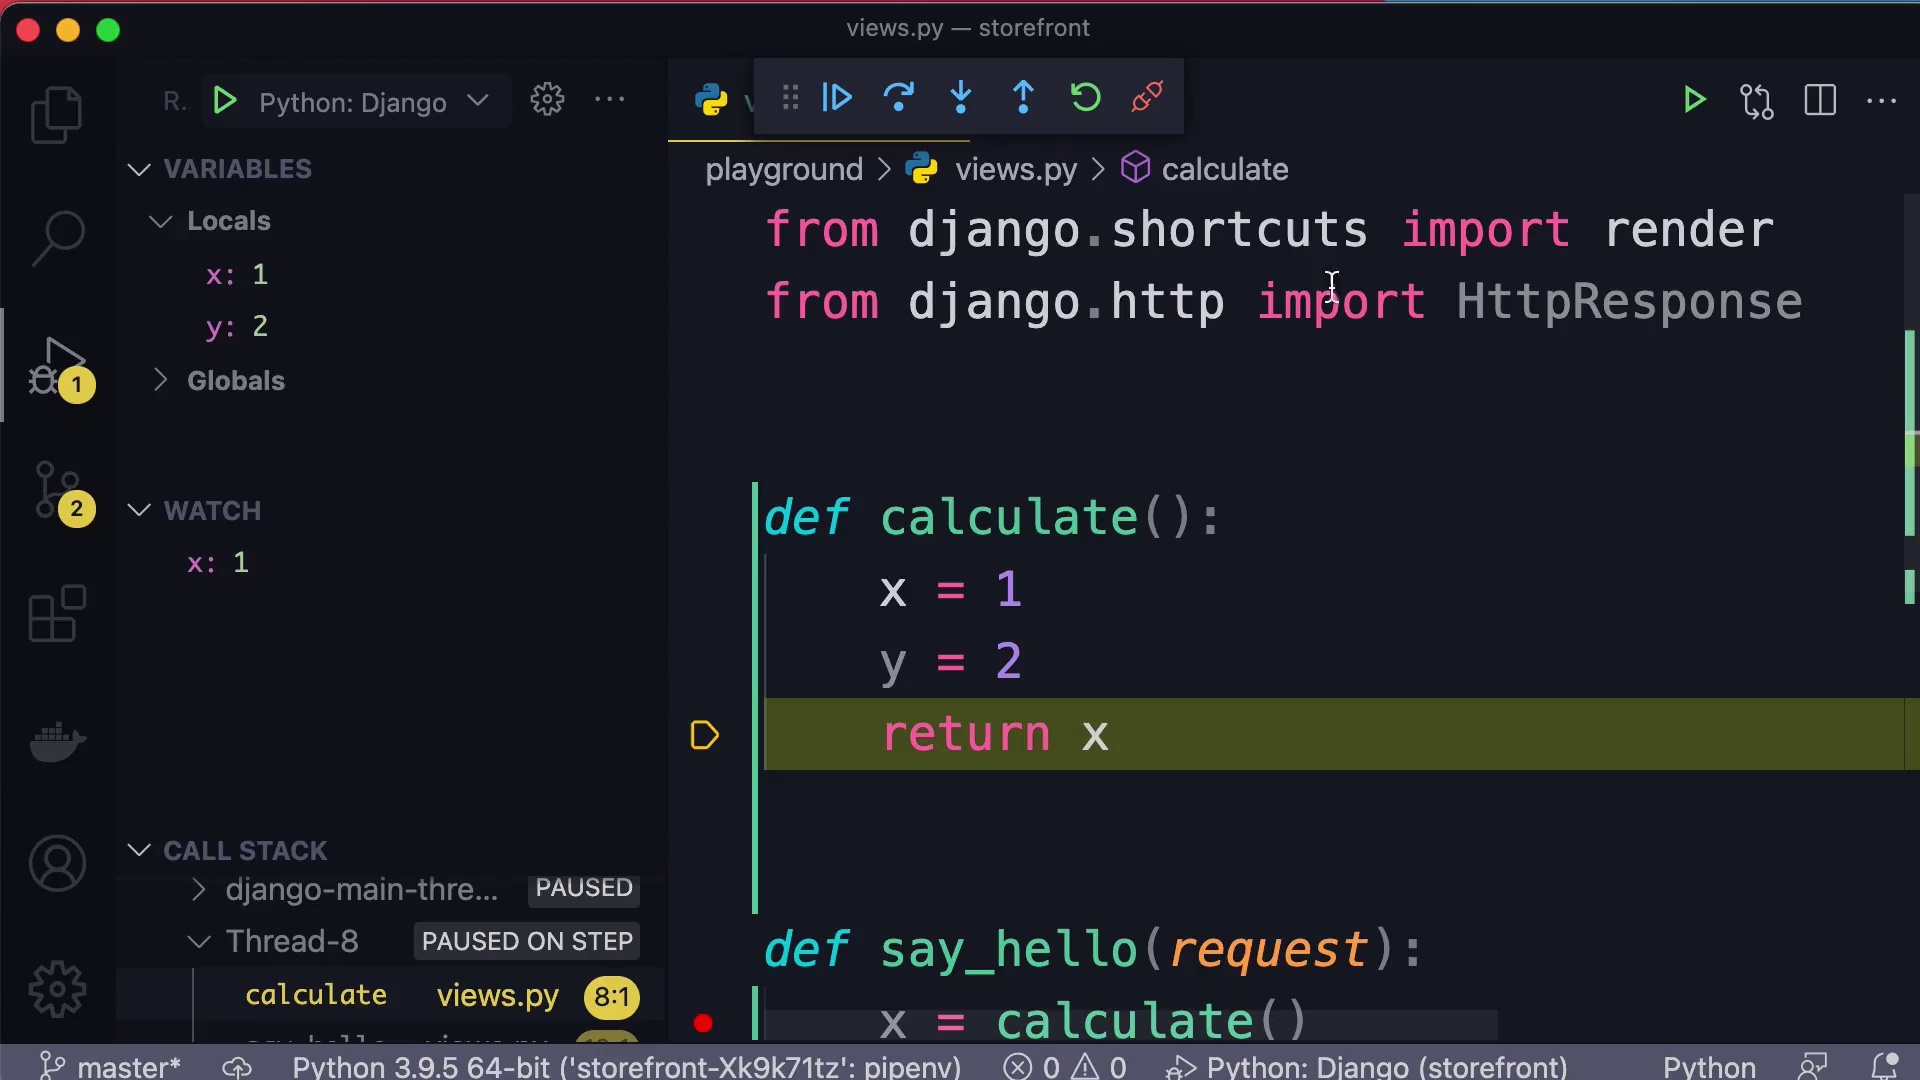 views.py — storefront
R..
Python: Django
VARIABLES
Locals
x: 1
y: 2
Globals
WATCH
x: 1
CALL STACK
django-main-thre...
PAUSED
Thread-8
PAUSED ON STEP
calculate
views.py
8:1
1
2
playground > views.py > calculate
from django.shortcuts import render
from django.http import HttpResponse
def calculate():
x = 1
y = 2
return x
def say_hello(request):
x = calculate()
master*
Python 3.9.5 64-bit ('storefront-Xk9k71tz': pipenv)
0
0
Python: Django (storefront)
Python